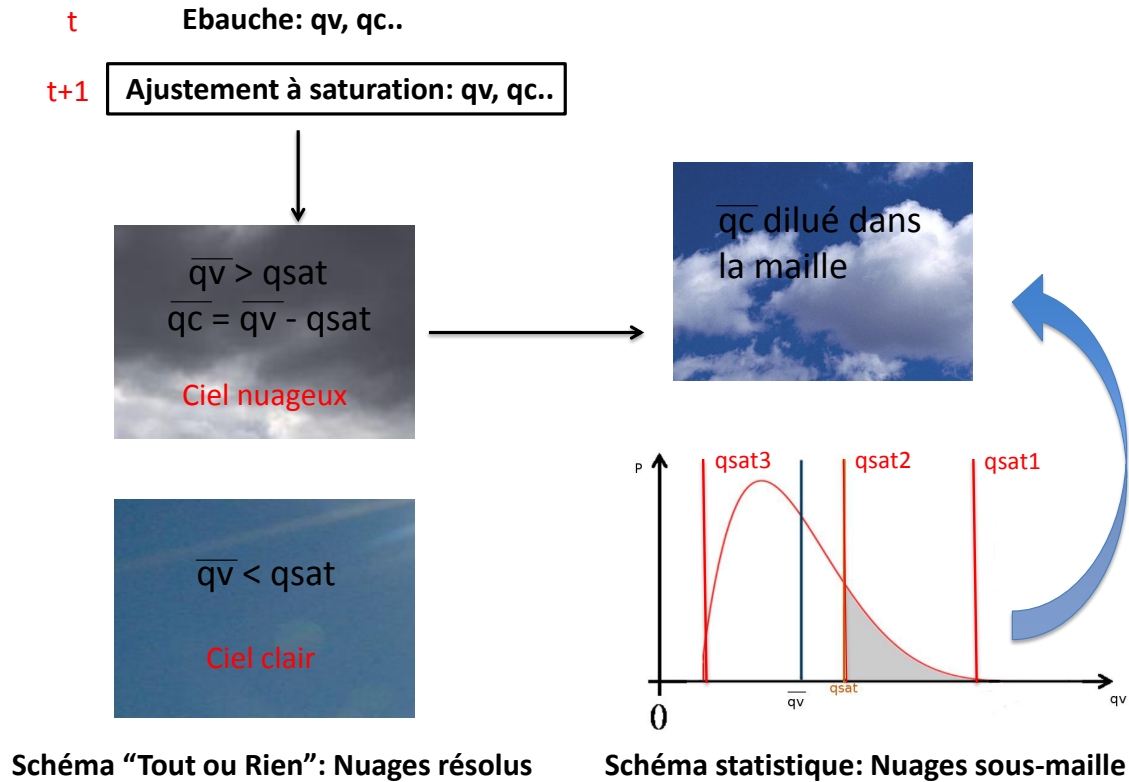 t
Ebauche: qv, qc..
t+1
Ajustement à saturation: qv, qc..
qv > qsat
qc = qv - qsat
Ciel nuageux
qc dilué dans
la maille
qv < qsat
Ciel clair
P
qsat3
qsat2
qsat1
0
qv
qsat
qv
Schéma “Tout ou Rien”: Nuages résolus
Schéma statistique: Nuages sous-maille